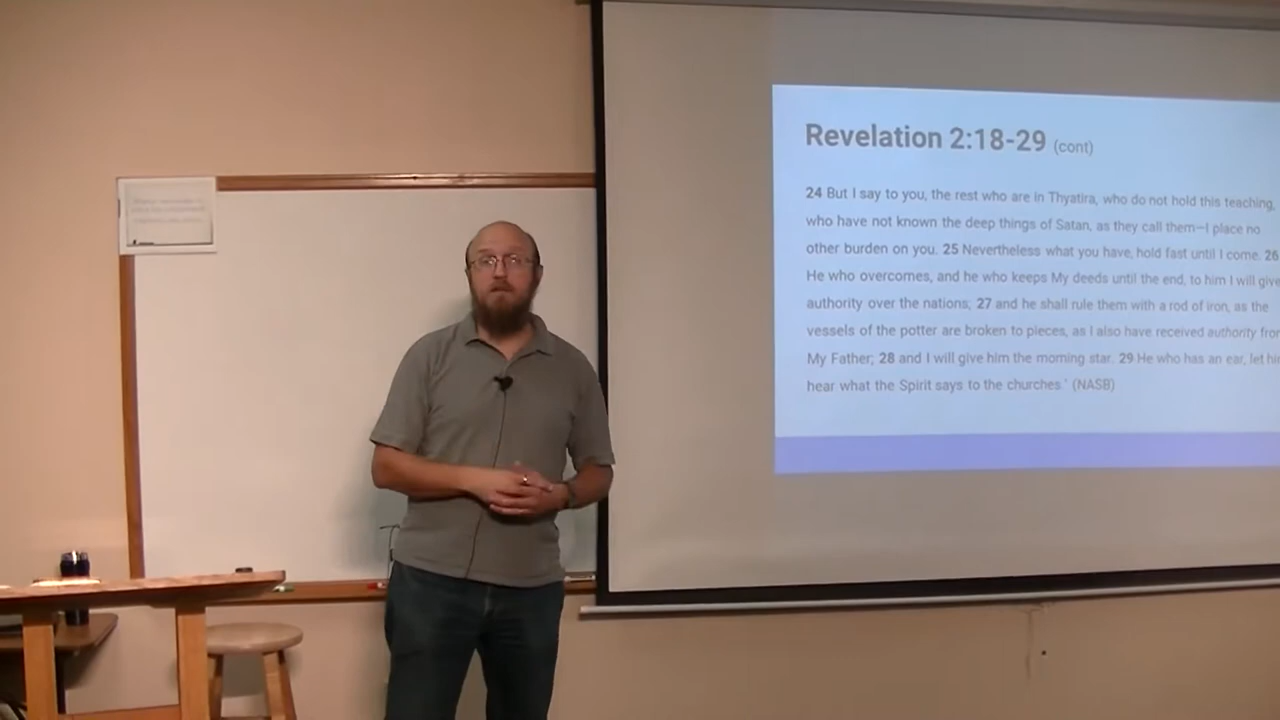 Revelation 2:18-29 (cont)
24 But I say to you, the rest who are in Thyatira, who do not hold this teaching,
who have not known the deep things of Satan, as they call them—I place no
other burden on you. 25 Nevertheless what you have, hold fast until I come. 26
He who overcomes, and he who keeps My deeds until the end, to him I will give
authority over the nations; 27 and he shall rule them with a rod of iron, as the
vessels of the potter are broken to pieces, as I also have received authority
My Father; 28 and I will give him the morning star. 29 He who has an ear, let
hear what the Spirit says to the churches.' (NASB)